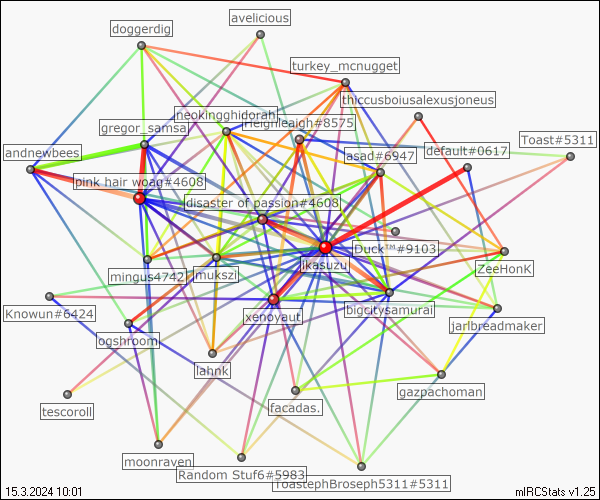 avelicious
doggerdig
turkey_mcnugget
thiccusboiusalexusjoneus
neokingghidorah
rheighleaigh#8575
gregor_samsa
Toast#5311
default#0617
andnewbees
asad#6947
pink hair woag#4608
disaster of passion#4608
Duck™#9103
ikasuzu
ZeeHonK
mingus4742
mukszi
Knowun#6424
xenovaut
bigcitysamurai
jarlbreadmaker
ogshroom
lahnk
gazpachoman
tescoroll
facadas.
moonraven
Random Stuf6#5983
ToastephBroseph5311#5311
15.3.2024 10:01
mIRCStats v1.25